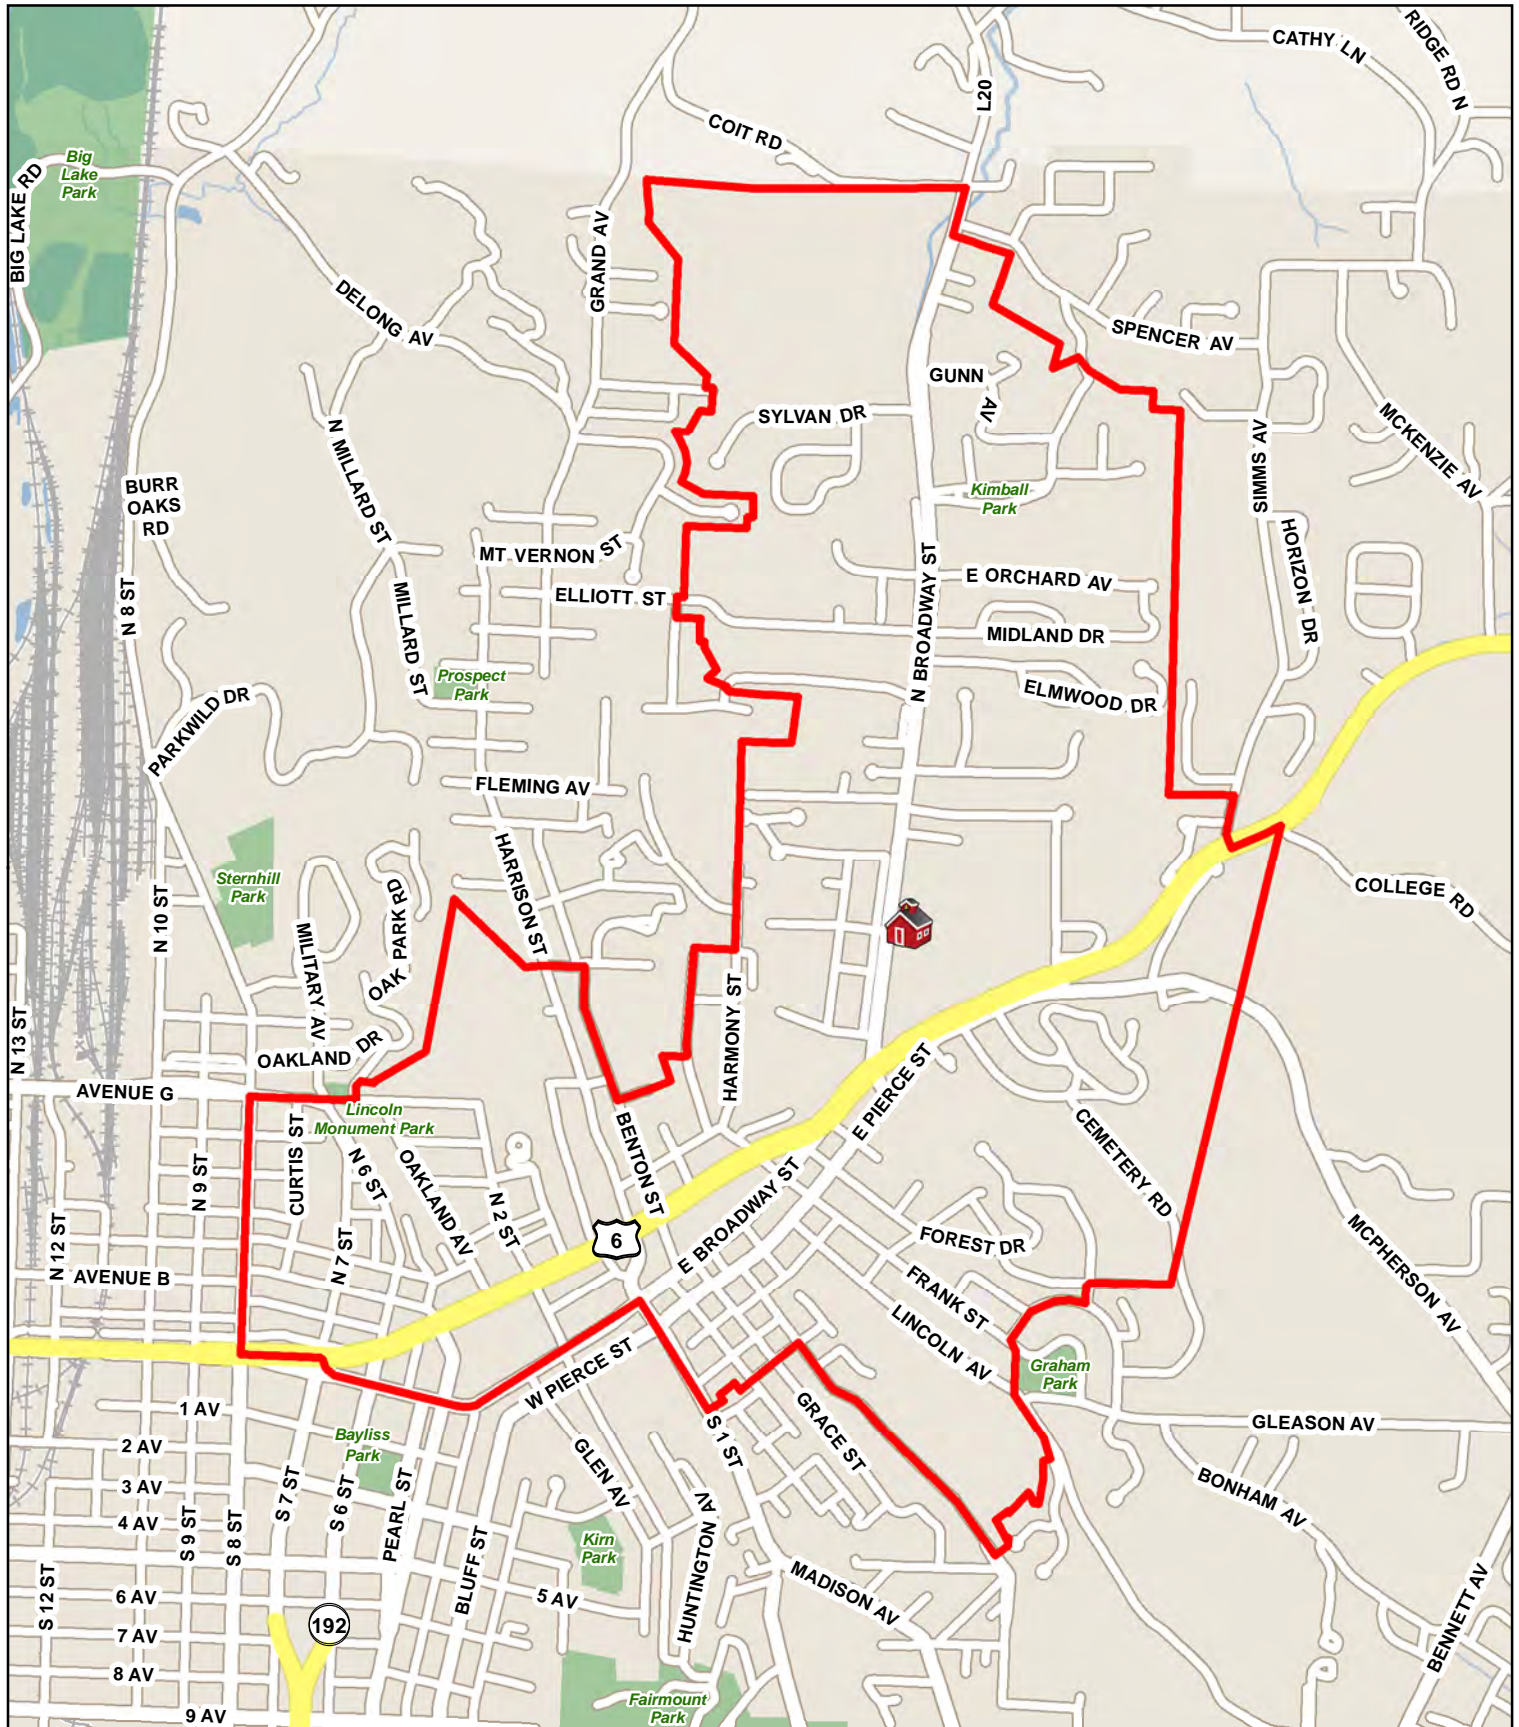 CATHY LN
RIDGE RD N
L20
COIT RD
Big
Lake
Park
BIG LAKE RD
GRAND AV
DELONG AV
SPENCER AV
GUNN
AV
SYLVAN DR
SIMMS AV
MCKENZIE AV
N MILLARD ST
BURR
OAKS
RD
Kimball
Park
HORIZON DR
MT VERNON ST
E ORCHARD AV
N 8 ST
ELLIOTT ST
MILLARD ST
N BROADWAY ST
MIDLAND DR
Prospect
Park
ELMWOOD DR
PARKWILD DR
FLEMING AV
HARRISON ST
Sternhill
Park
OAK PARK RD
COLLEGE RD
N 10 ST
MILITARY AV
N 13 ST
HARMONY ST
OAKLAND DR
AVENUE G
E PIERCE ST
Lincoln
Monument Park
CURTIS ST
BENTON ST
CEMETERY RD
N 9 ST
N 6 ST
OAKLAND AV
N 2 ST
E BROADWAY ST
N 12 ST
N 7 ST
6
FOREST DR
MCPHERSON AV
AVENUE B
FRANK ST
LINCOLN AV
W PIERCE ST
Graham
Park
1 AV
GRACE ST
GLEASON AV
S 1 ST
Bayliss
Park
2 AV
GLEN AV
3 AV
S 7 ST
S 6 ST
PEARL ST
BONHAM AV
4 AV
S 9 ST
S 8 ST
HUNTINGTON AV
Kirn
Park
BLUFF ST
S 12 ST
6 AV
5 AV
MADISON AV
BENNETT AV
192
7 AV
8 AV
Fairmount
Park
9 AV